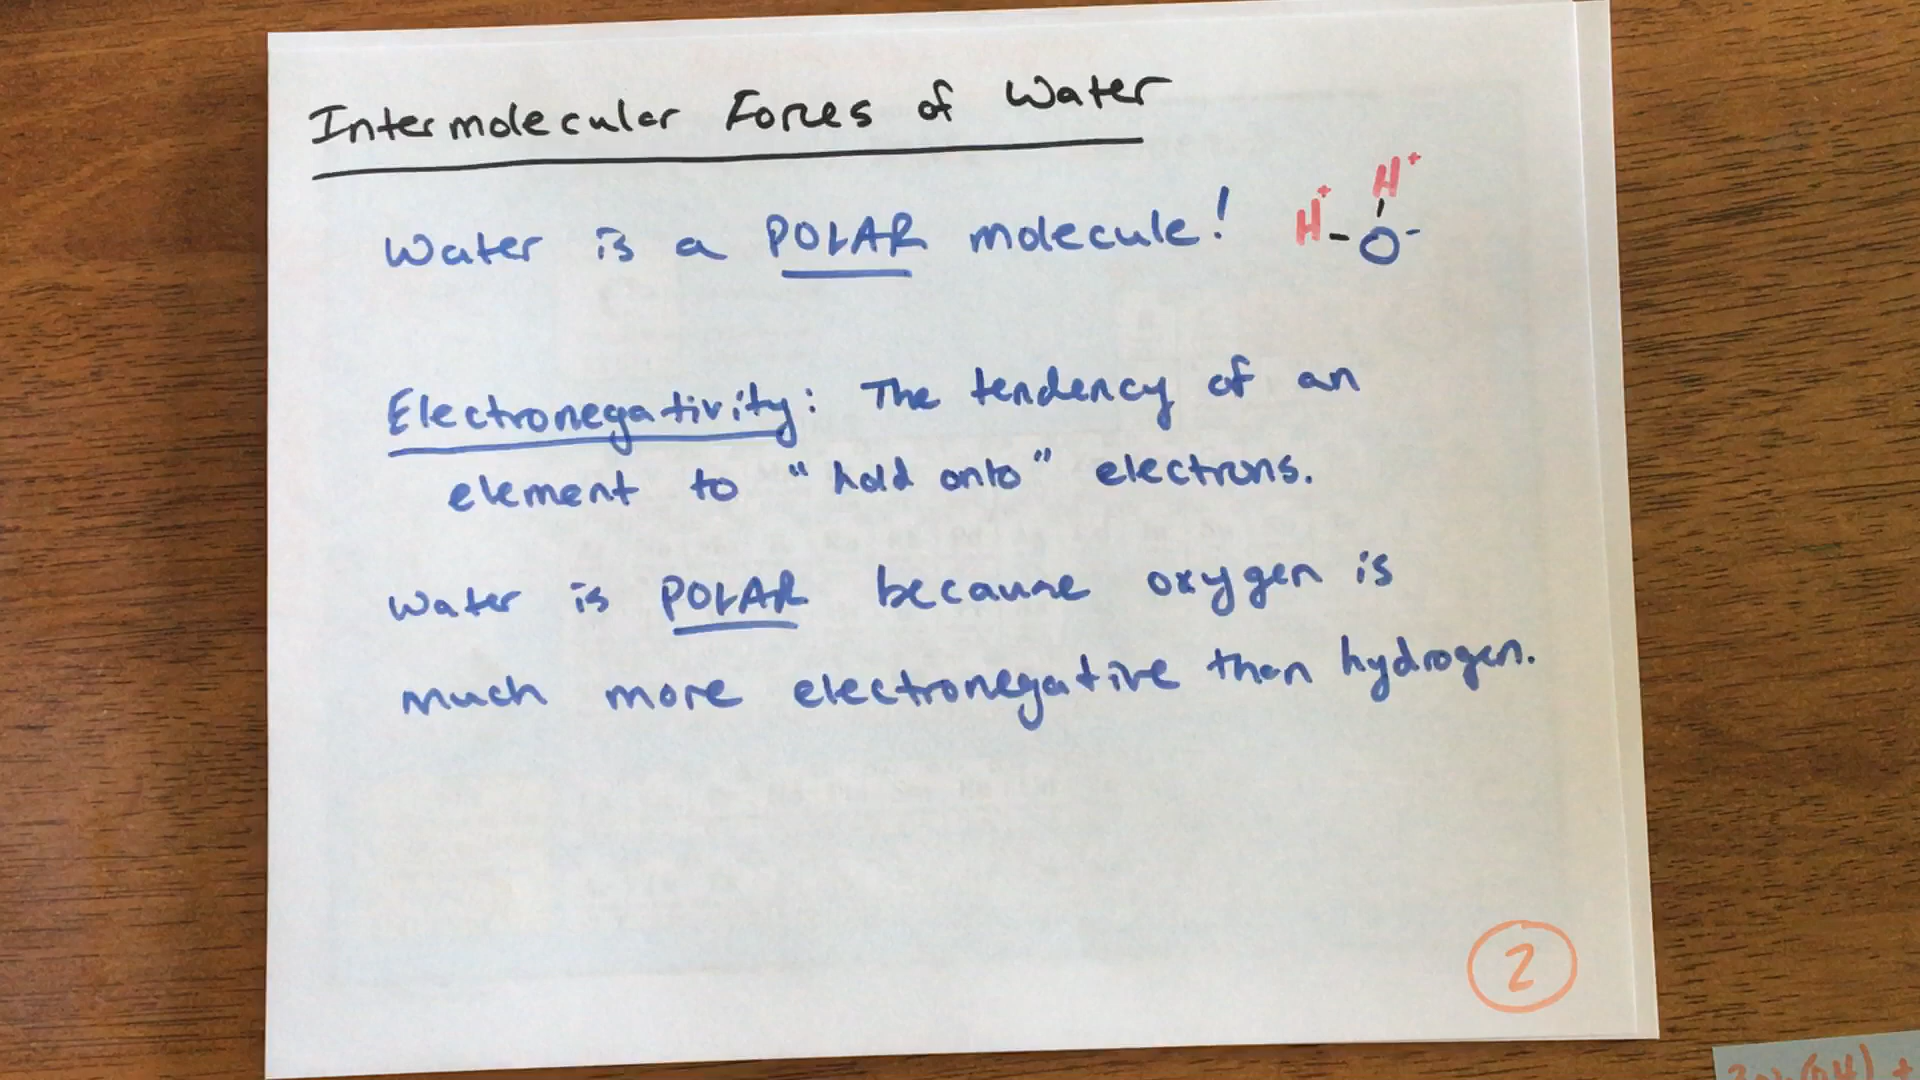 Intermolecular Forces of Water
Water is a POLAR molecule!
H+
H+ - O-
Electronegativity: The tendency of an
element to "hold onto" electrons.
Water is POLAR because oxygen is
much more electronegative than hydrogen.
2